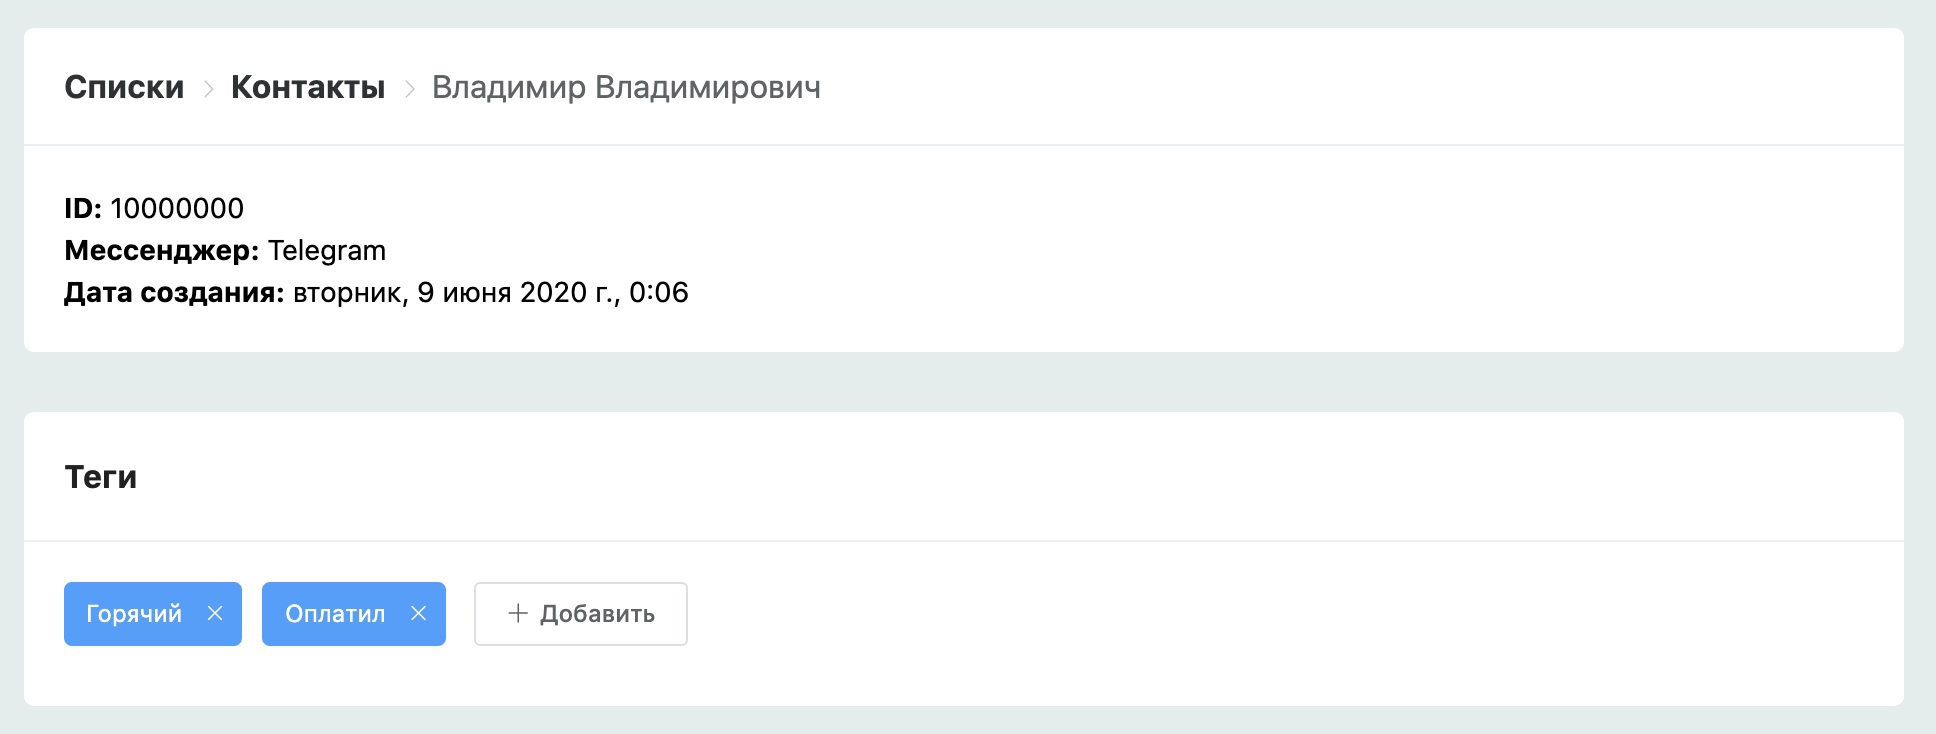 Списки > Контакты > Владимир Владимирович
ID: 10000000
Мессенджер: Telegram
Дата создания: вторник, 9 июня 2020 г., 0:06
Теги
Горячий × Оплатил × + Добавить